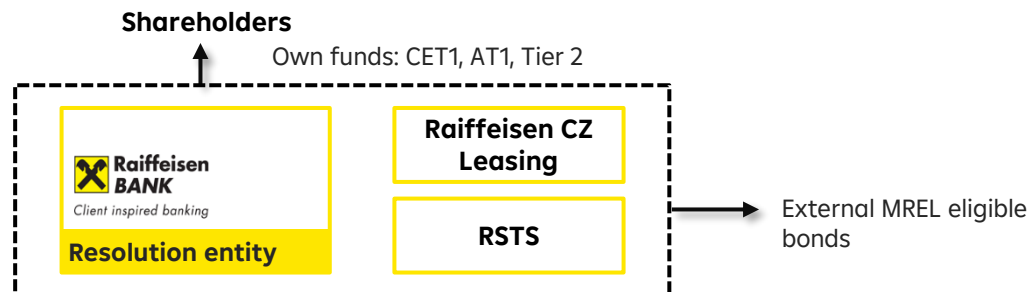 Shareholders
Own funds: CET1, AT1, Tier 2
Raiffeisen
BANK
Client inspired banking
Resolution entity
Raiffeisen CZ
Leasing
RSTS
External MREL eligible
bonds